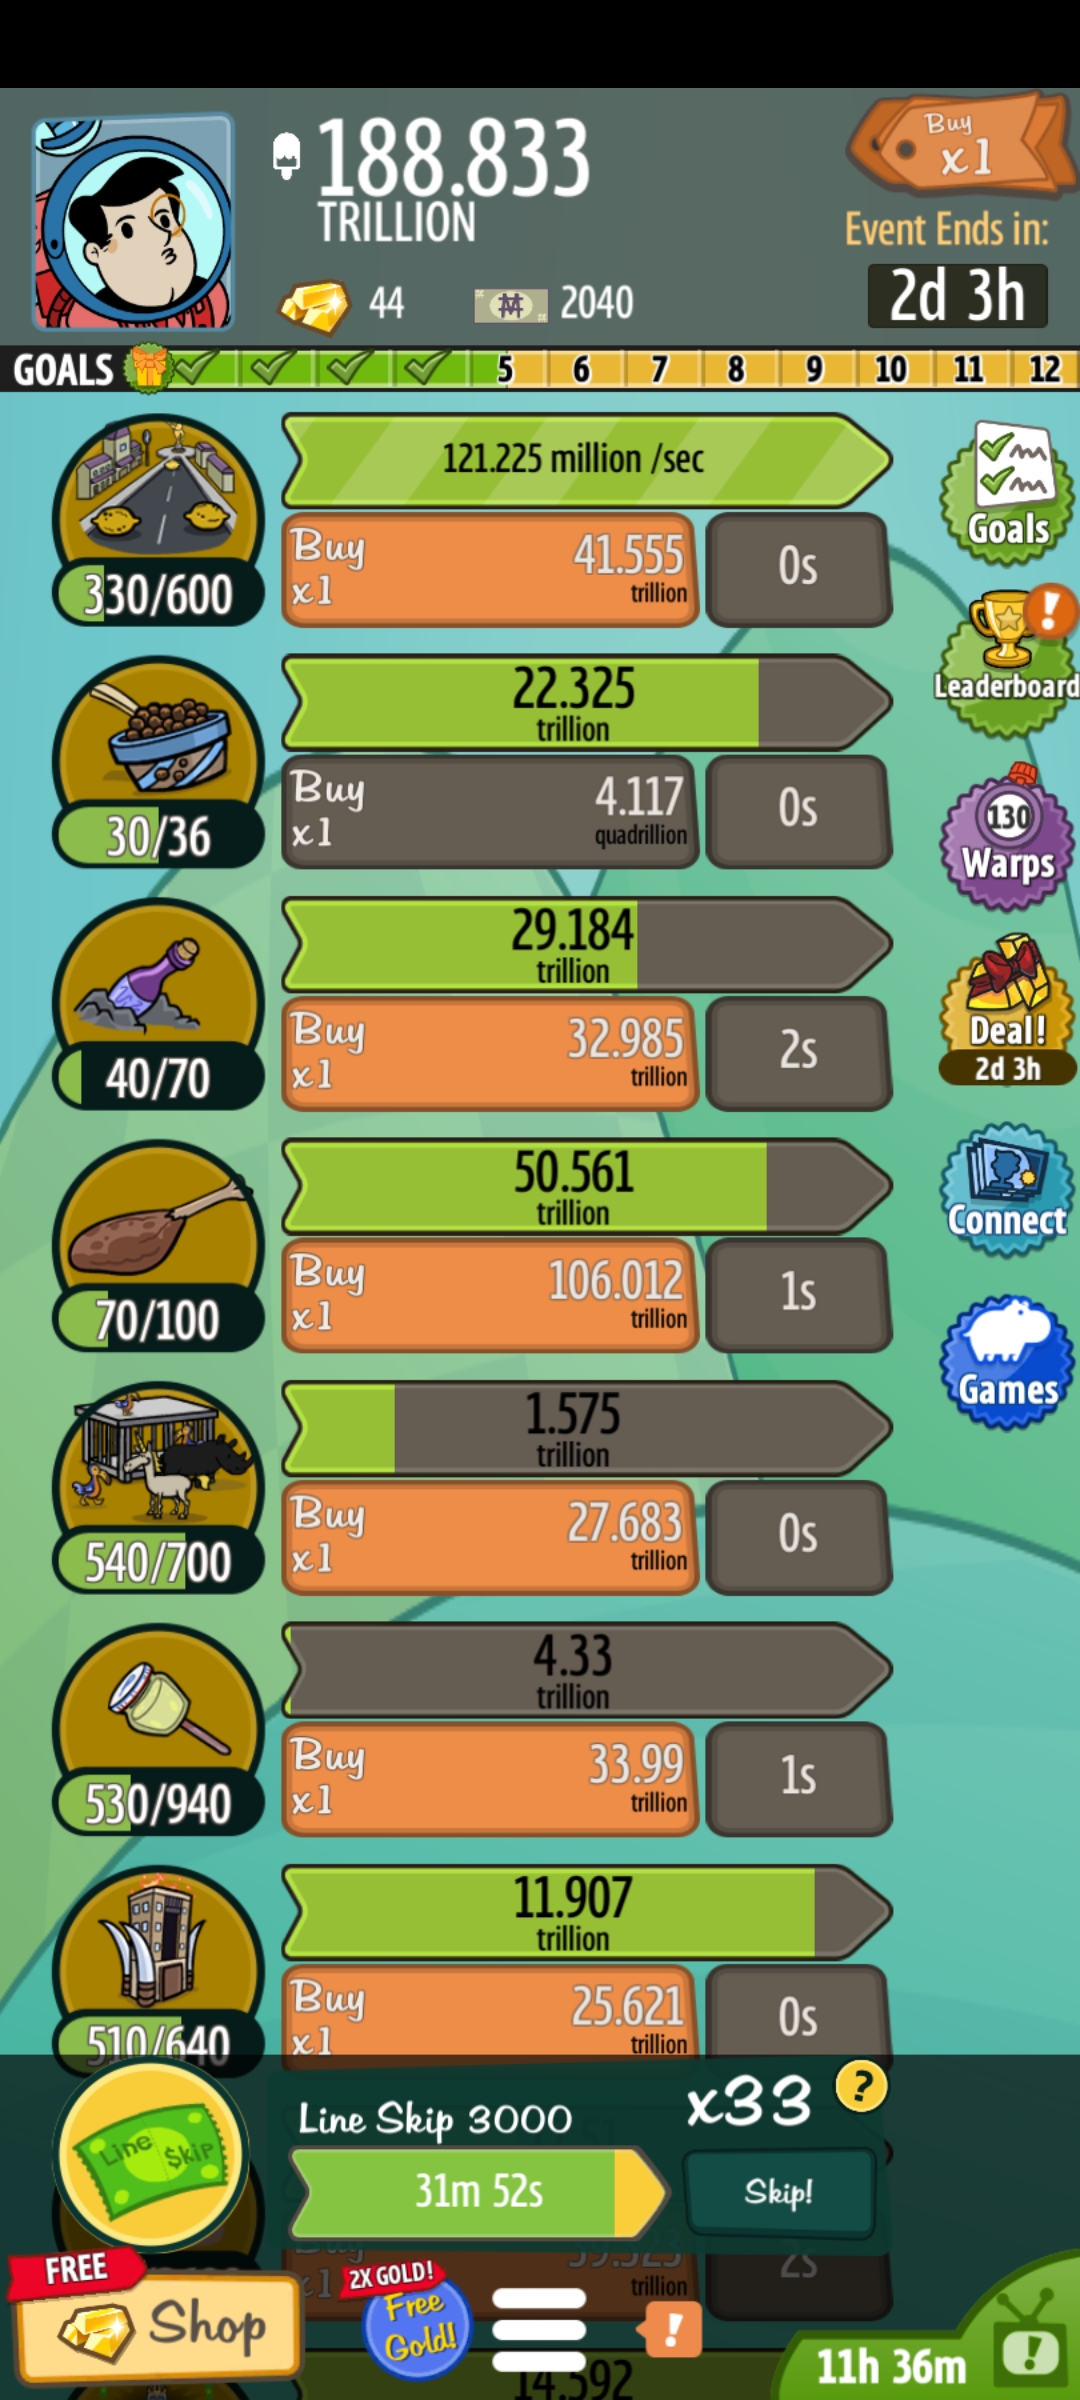 188.833
TRILLION
Buy
x1
Event Ends in:
2d 3h
44
2040
GOALS
5
6
7
8
9
10
11
12
121.225 million /sec
Buy
x1
41.555
trillion
0s
330/600
Goals
22.325
trillion
Buy
x1
4.117
quadrillion
0s
30/36
!
Leaderboard
130
Warps
29.184
trillion
Buy
x1
32.985
trillion
2s
40/70
Deal!
2d 3h
50.561
trillion
Buy
x1
106.012
trillion
1s
70/100
Connect
Games
1.575
trillion
Buy
x1
27.683
trillion
0s
540/700
4.33
trillion
Buy
x1
33.99
trillion
1s
530/940
11.907
trillion
Buy
x1
25.621
trillion
0s
510/640
Line Skip
Line Skip 3000
x33
?
31m 52s
Skip!
trillion
2s
FREE
Shop
2X GOLD!
Free
Gold!
!
11h 36m
!
14.592